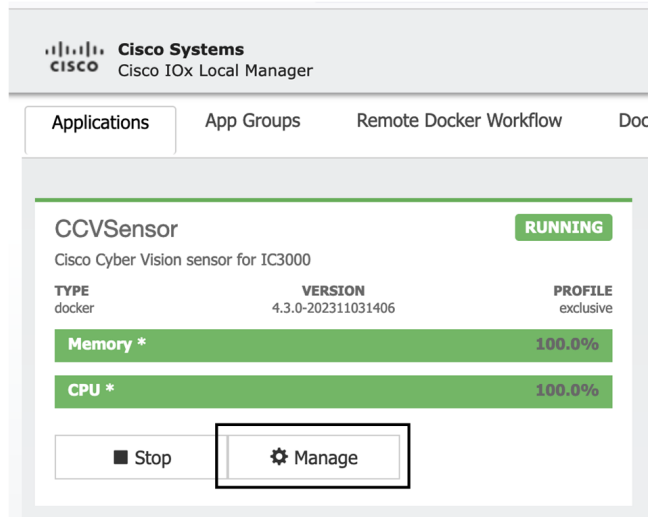 CISCO
Cisco Systems
Cisco IOx Local Manager
Applications App Groups Remote Docker Workflow Doc
CCVSensor RUNNING
Cisco Cyber Vision sensor for IC3000
TYPE VERSION PROFILE
docker 4.3.0-202311031406 exclusive
Memory * 100.0%
CPU * 100.0%
Stop Manage